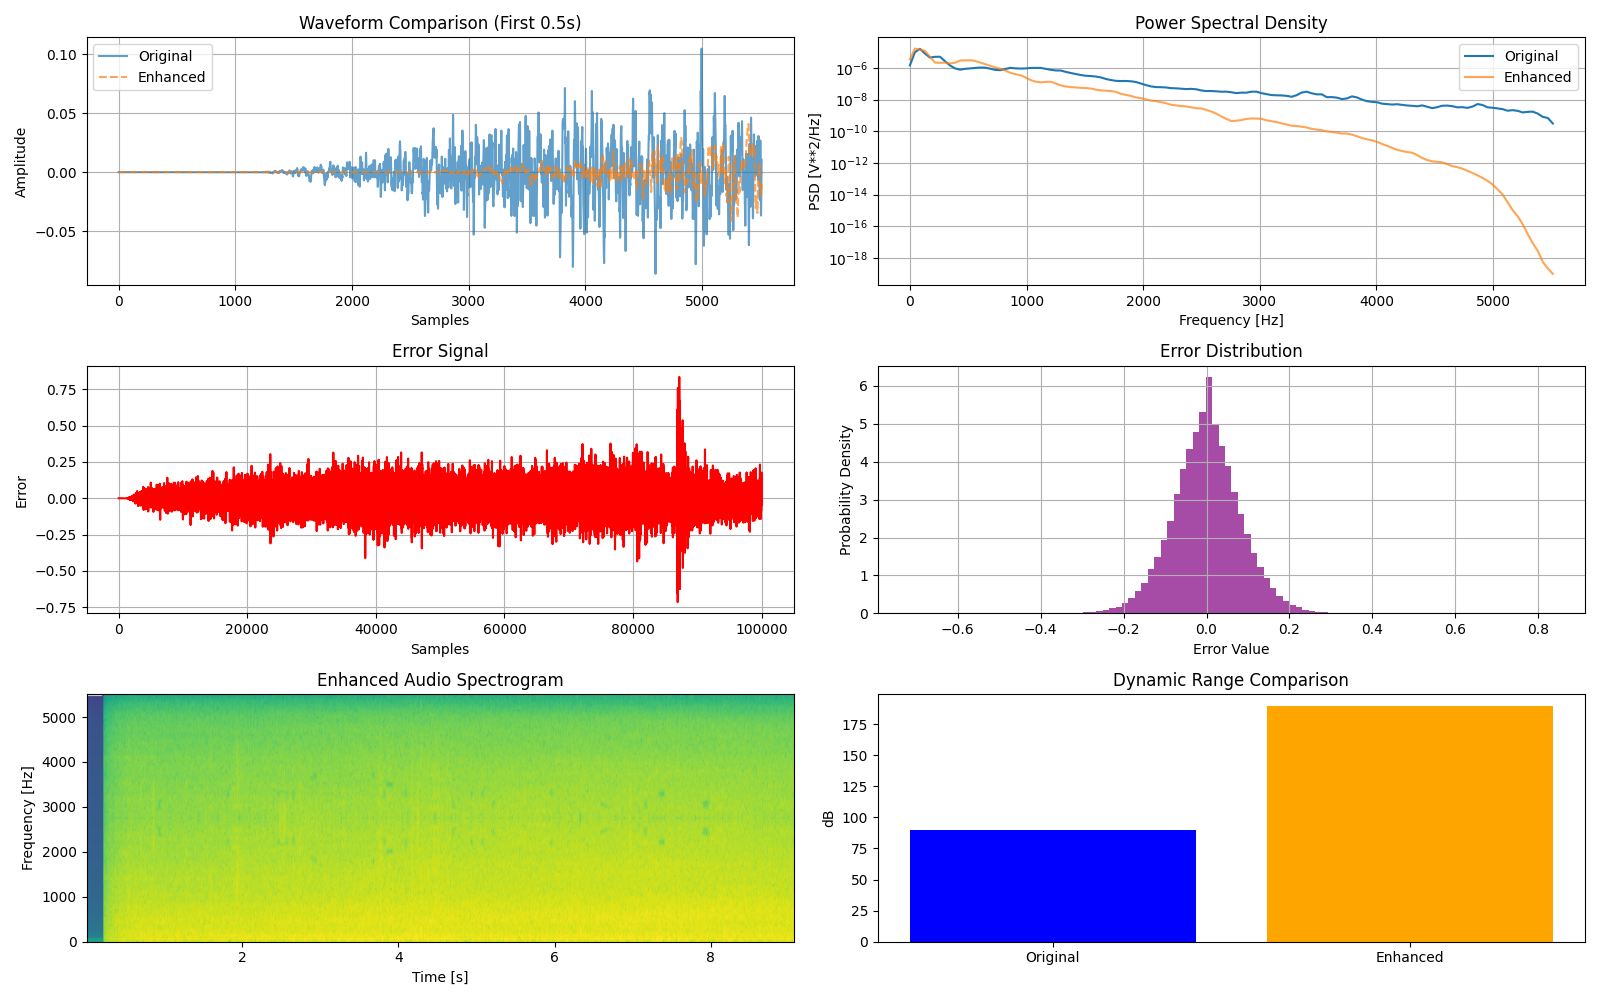 Waveform Comparison (First 0.5s)
Amplitude
0.10
0.05
0.00
−0.05
Original
Enhanced
0 1000 2000 3000 4000 5000
Samples
Power Spectral Density
PSD [V**2/Hz]
10⁻⁶
10⁻⁸
10⁻¹⁰
10⁻¹²
10⁻¹⁴
10⁻¹⁶
10⁻¹⁸
Original
Enhanced
0 1000 2000 3000 4000 5000
Frequency [Hz]
Error Signal
Error
0.75
0.50
0.25
0.00
−0.25
−0.50
−0.75
0 20000 40000 60000 80000 100000
Samples
Error Distribution
Probability Density
6
5
4
3
2
1
0
−0.6 −0.4 −0.2 0.0 0.2 0.4 0.6 0.8
Error Value
Enhanced Audio Spectrogram
Frequency [Hz]
5000
4000
3000
2000
1000
0
2 4 6 8
Time [s]
Dynamic Range Comparison
dB
175
150
125
100
75
50
25
0
Original Enhanced